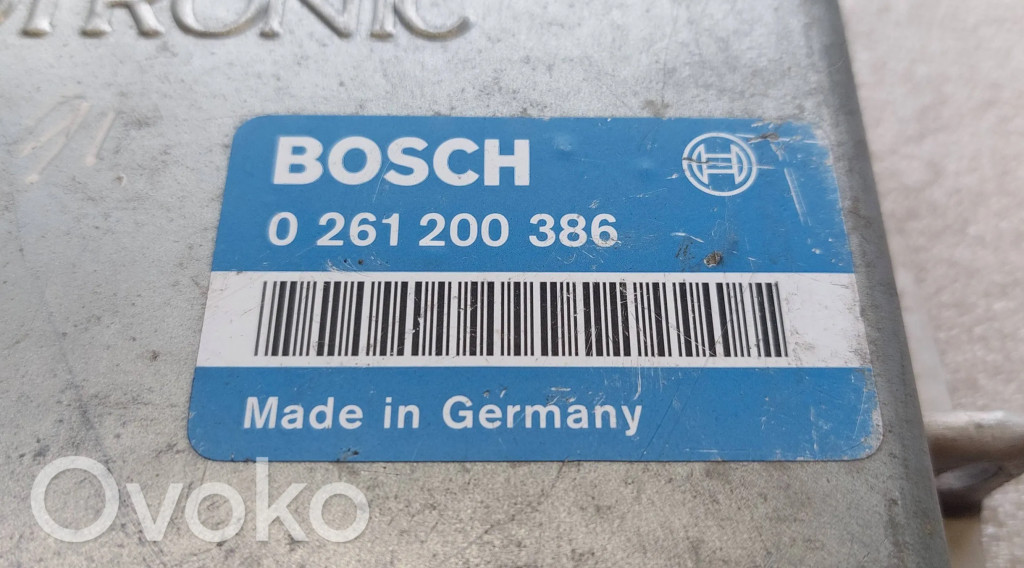 TRONIC
BOSCH
0 261 200 386
Made in Germany
Ovoko